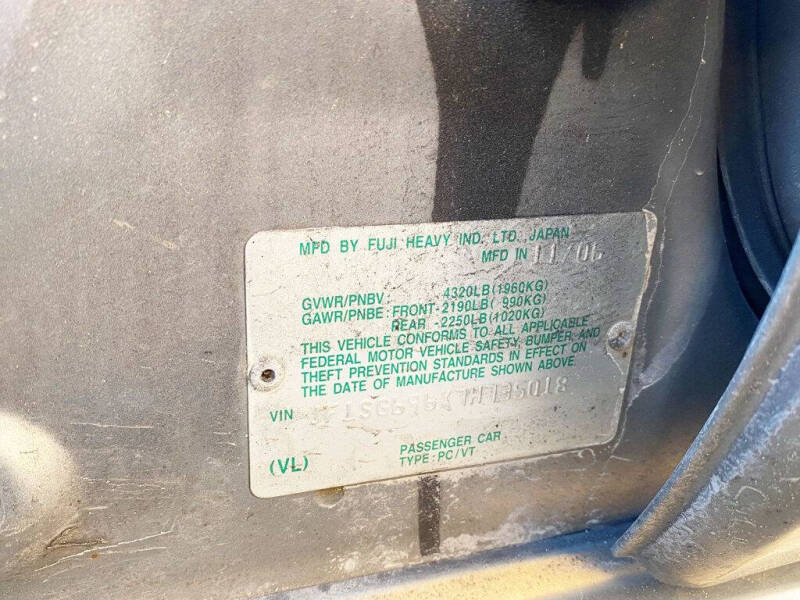 MFD BY FUJI HEAVY IND. LTD. JAPAN
MFD IN 11/06
GVWR/PNBV: 4320LB(1960KG)
GAWR/PNBE: FRONT-2190LB( 990KG)
REAR -2250LB(1020KG)
THIS VEHICLE CONFORMS TO ALL APPLICABLE
FEDERAL MOTOR VEHICLE SAFETY, BUMPER, AND
THEFT PREVENTION STANDARDS IN EFFECT ON
THE DATE OF MANUFACTURE SHOWN ABOVE.
VIN
(VL) PASSENGER CAR
TYPE:PC/VT